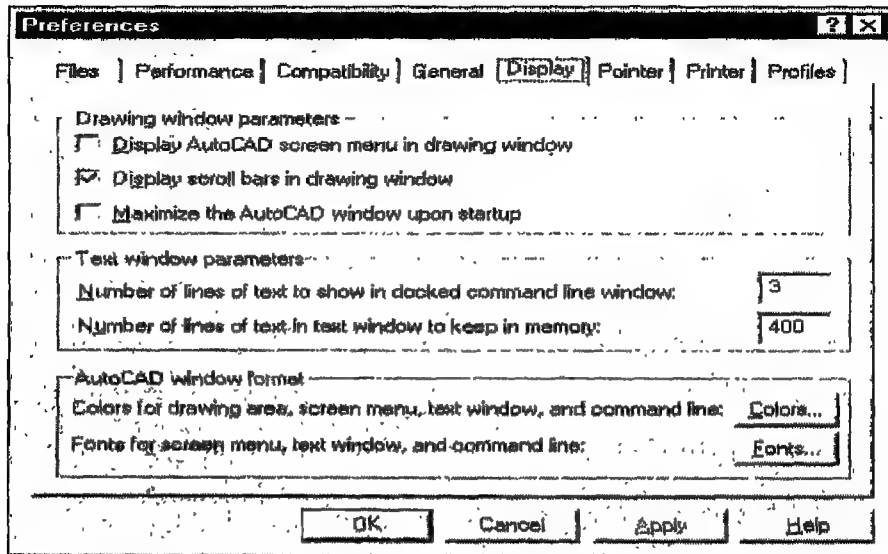 Preferences ? X
Files Performance Compatibility General Display Pointer Printer Profiles
Drawing window parameters
Display AutoCAD screen menu in drawing window
Display scroll bars in drawing window
Maximize the AutoCAD window upon startup
Text window parameters
Number of lines of text to show in docked command line window: 3
Number of lines of text in text window to keep in memory: 400
AutoCAD window format
Colors for drawing area, screen menu, text window, and command line: Colors...
Fonts for screen menu, text window, and command line: Fonts...
OK Cancel Apply Help